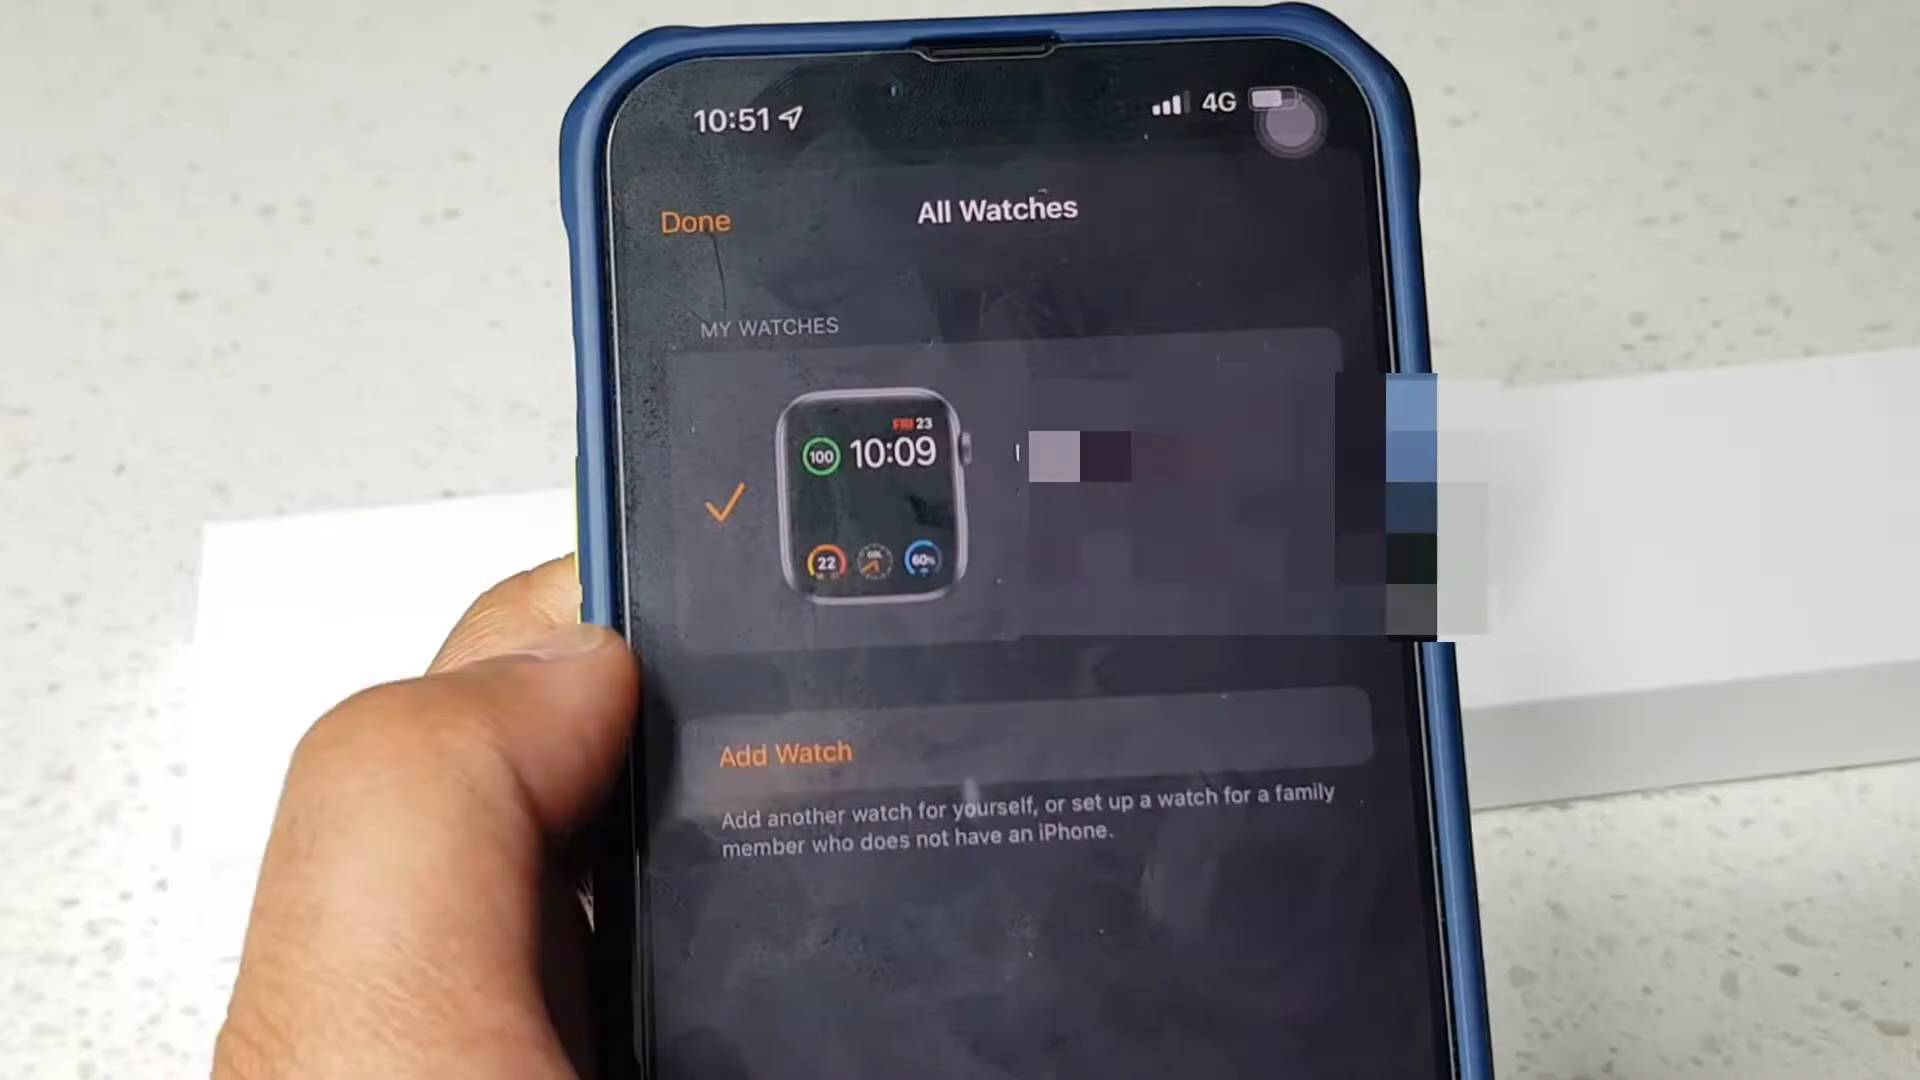 10:51
4G
Done
All Watches
MY WATCHES
FRI 23
100
10:09
22
60%
Add Watch
Add another watch for yourself, or set up a watch for a family
member who does not have an iPhone.